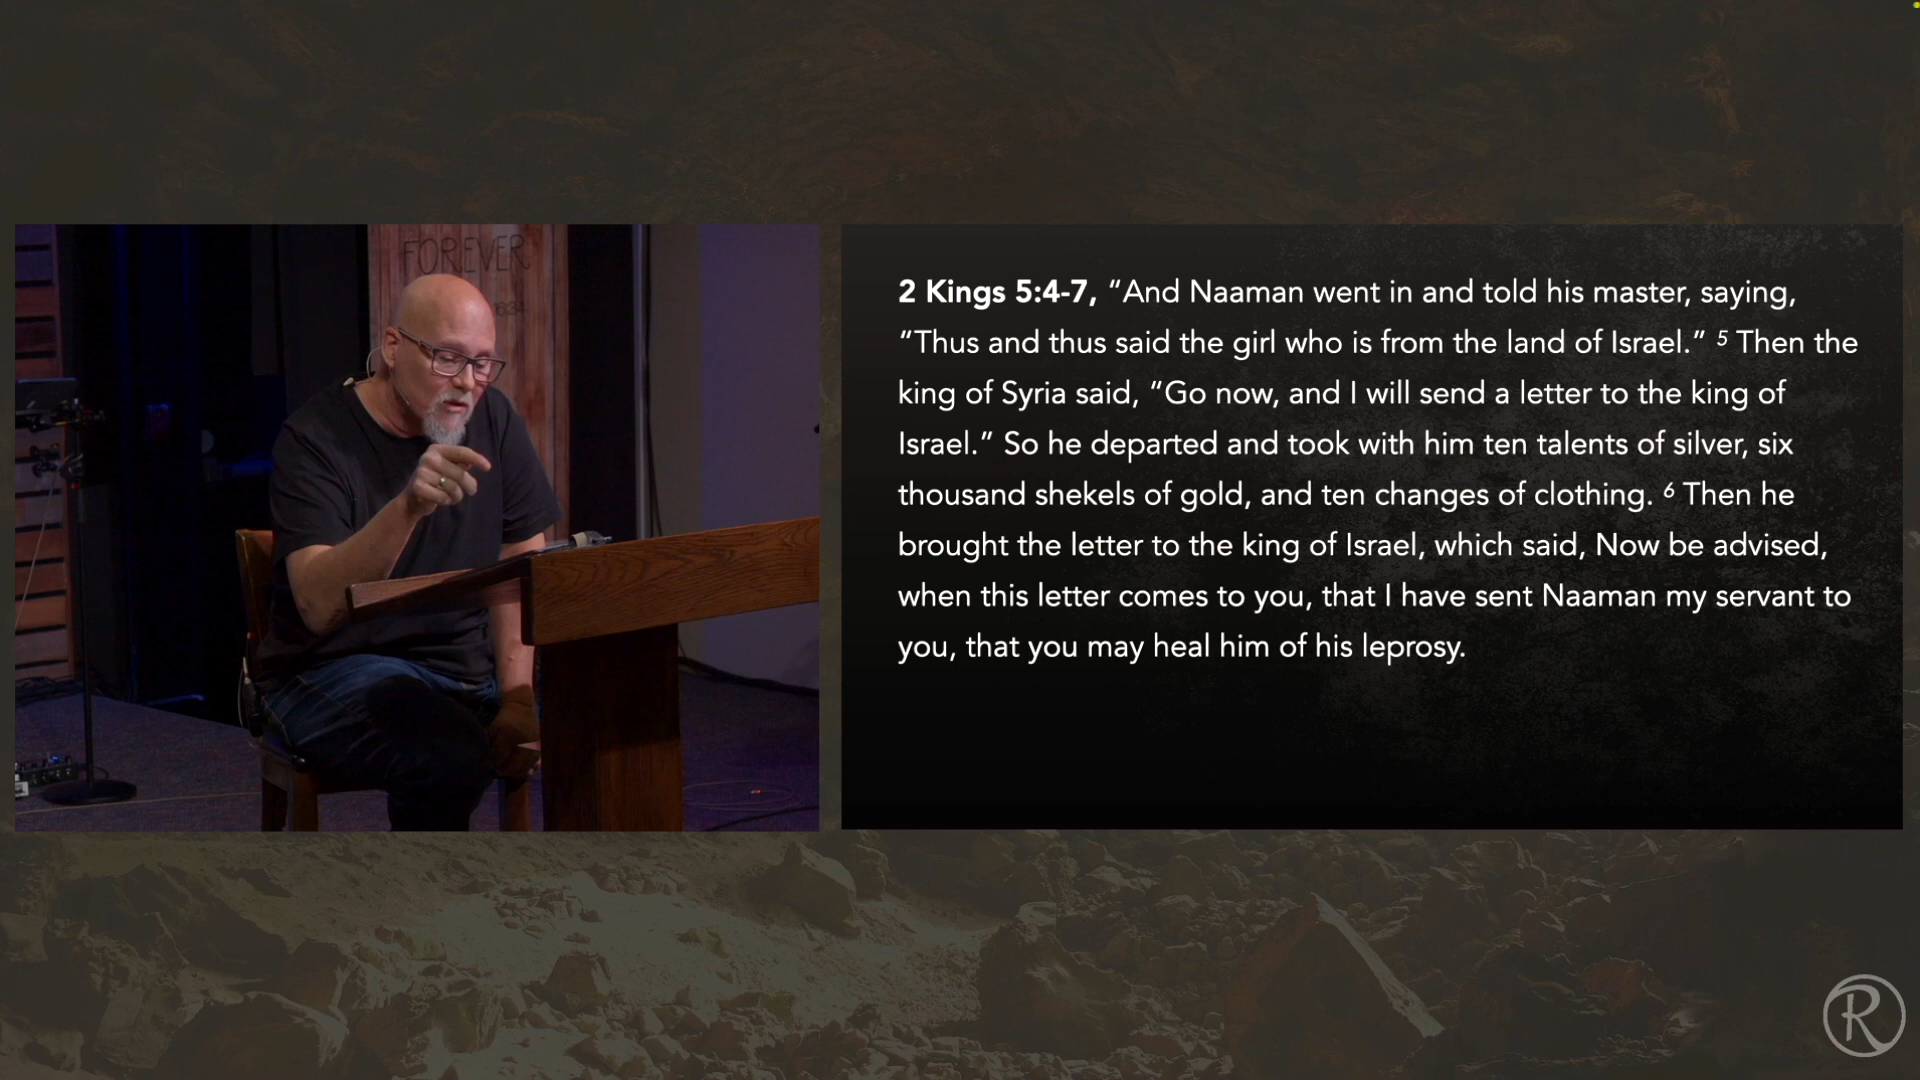 FOREVER
2 Kings 5:4-7, “And Naaman went in and told his master, saying,
“Thus and thus said the girl who is from the land of Israel.” 5 Then the
king of Syria said, “Go now, and I will send a letter to the king of
Israel.” So he departed and took with him ten talents of silver, six
thousand shekels of gold, and ten changes of clothing. 6 Then he
brought the letter to the king of Israel, which said, Now be advised,
when this letter comes to you, that I have sent Naaman my servant to
you, that you may heal him of his leprosy.
R